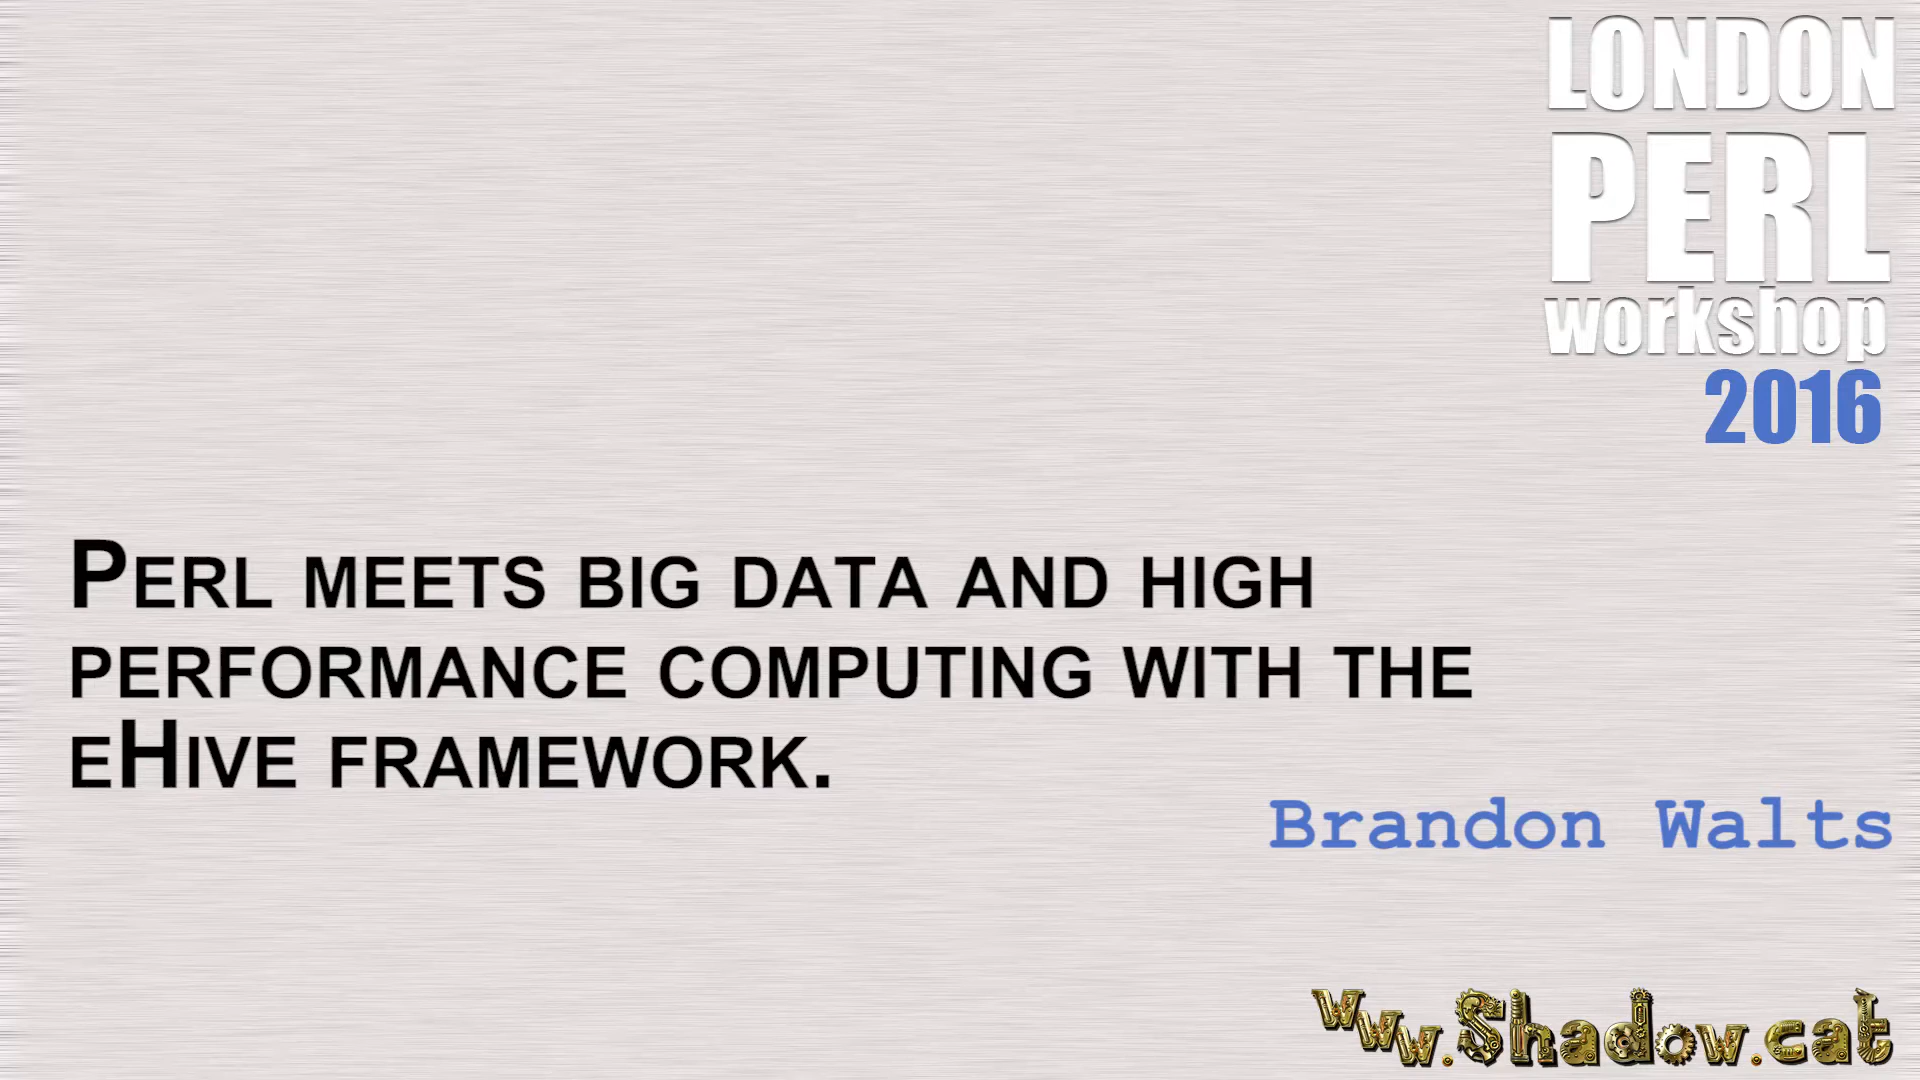 LONDON
PERL
workshop
2016
Perl meets big data and high
performance computing with the
eHive framework.
Brandon Walts
www.Shadow.cat